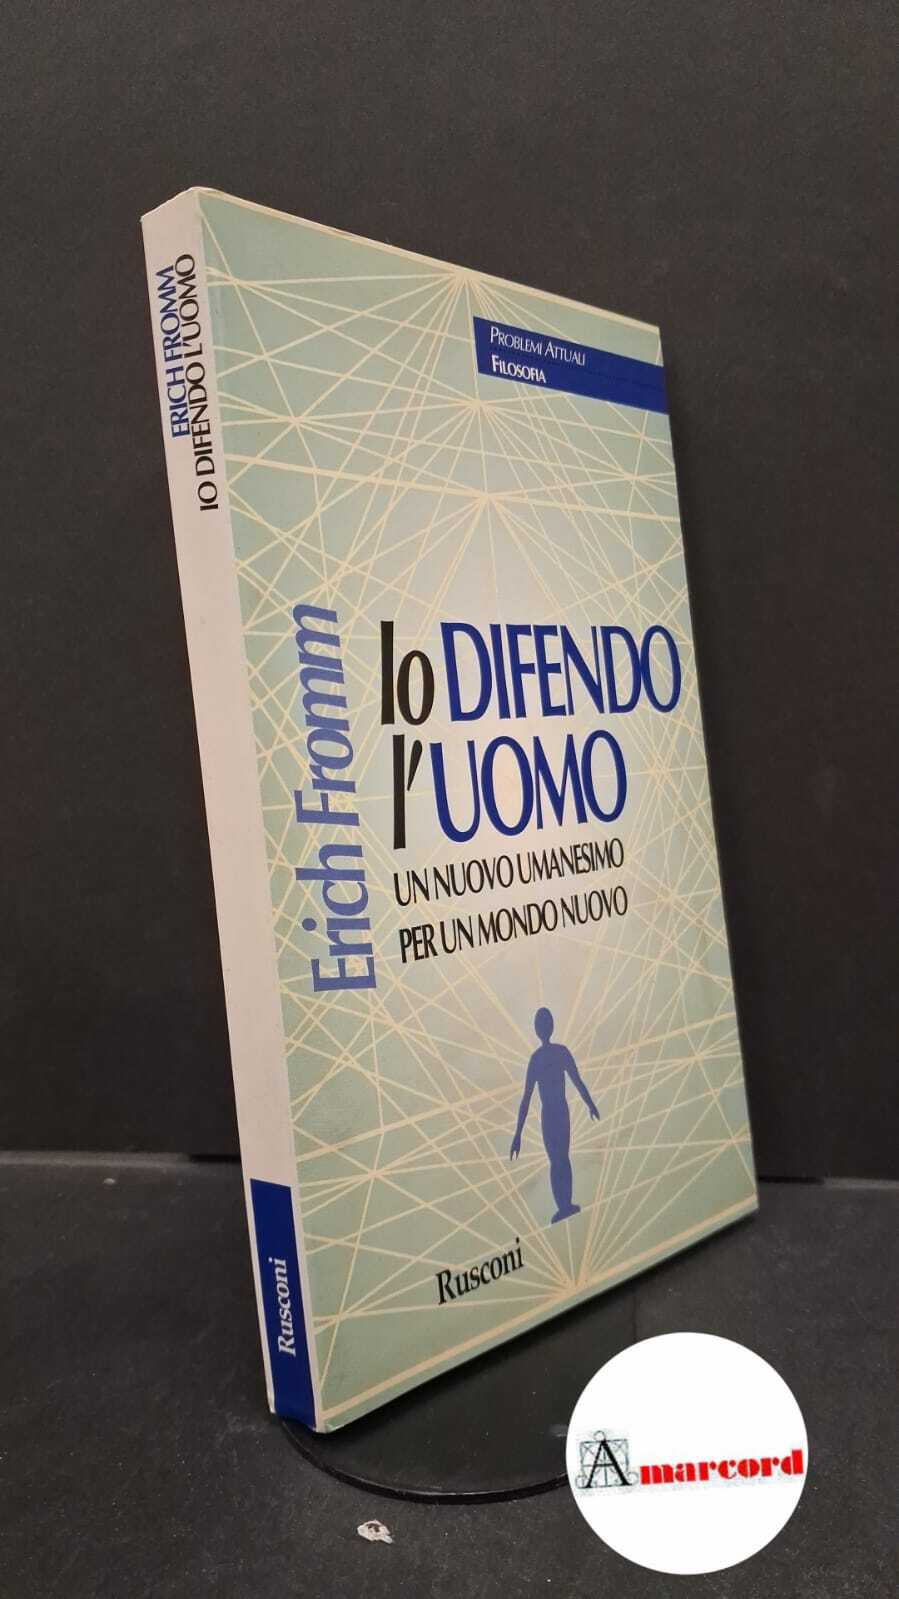 ERICH FROMM
IO DIFENDO L'UOMO
Rusconi
PROBLEMI ATTUALI
FILOSOFIA
Erich Fromm
Io DIFENDO
l'UOMO
UN NUOVO UMANESIMO
PER UN MONDO NUOVO
Rusconi
Amarcord